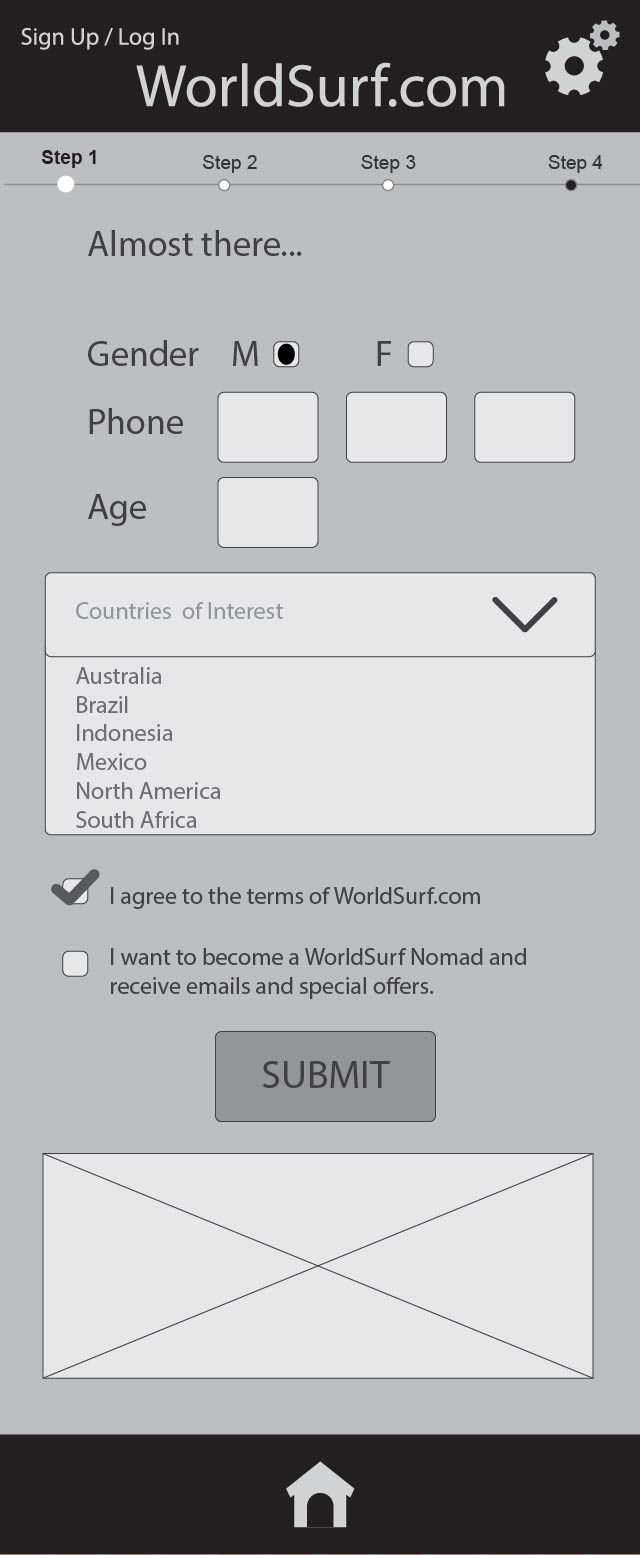 Sign Up / Log In
WorldSurf.com
Step 1 Step 2 Step 3 Step 4
Almost there...
Gender M F
Phone
Age
Countries of Interest
Australia
Brazil
Indonesia
Mexico
North America
South Africa
I agree to the terms of WorldSurf.com
I want to become a WorldSurf Nomad and
receive emails and special offers.
SUBMIT